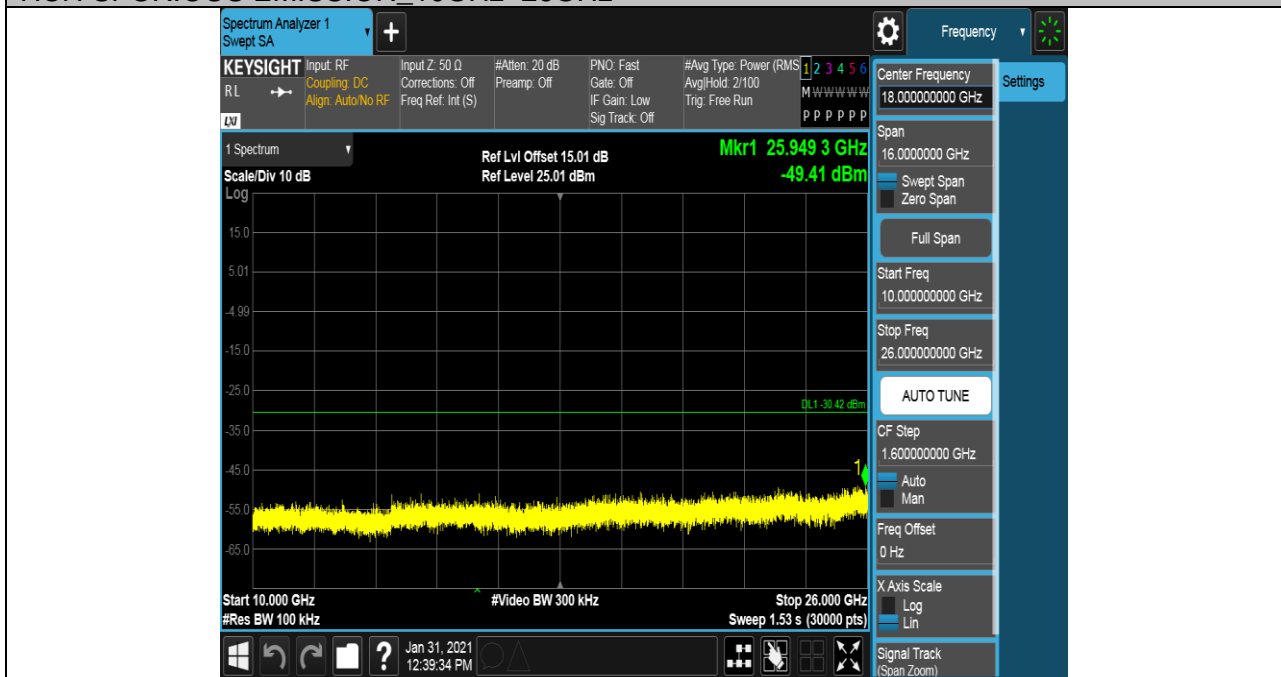 Spectrum Analyzer 1
Swept SA
+
Frequency
KEYSIGHT
RL
LXI
Input: RF
Coupling: DC
Align: Auto/No RF
Input Z: 50 Ω
Corrections: Off
Freq Ref: Int (S)
#Atten: 20 dB
Preamp: Off
PNO: Fast
Gate: Off
IF Gain: Low
Sig Track: Off
#Avg Type: Power (RMS
Avg|Hold: 2/100
Trig: Free Run
1 2 3 4 5 6
M W W W W W
P P P P P P
Center Frequency
18.000000000 GHz
Settings
1 Spectrum
Scale/Div 10 dB
Log
Ref Lvl Offset 15.01 dB
Ref Level 25.01 dBm
Mkr1 25.949 3 GHz
-49.41 dBm
15.0
5.01
-4.99
-15.0
-25.0
-35.0
-45.0
-55.0
-65.0
DL1 -30.42 dBm
1
Start 10.000 GHz
#Res BW 100 kHz
#Video BW 300 kHz
Stop 26.000 GHz
Sweep 1.53 s (30000 pts)
Span
16.0000000 GHz
Swept Span
Zero Span
Full Span
Start Freq
10.000000000 GHz
Stop Freq
26.000000000 GHz
AUTO TUNE
CF Step
1.600000000 GHz
Auto
Man
Freq Offset
0 Hz
X Axis Scale
Log
Lin
Signal Track
(Span Zoom)
?
Jan 31, 2021
12:39:34 PM